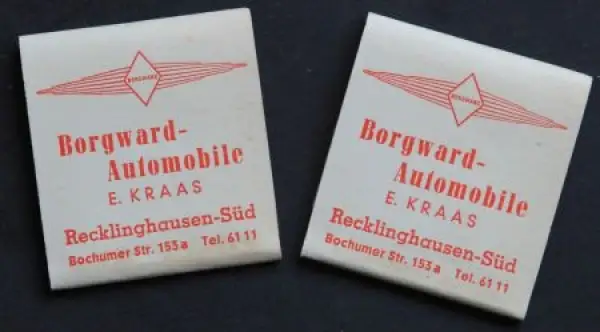 BORGWARD
Borgward-
Automobile
E. KRAAS
Recklinghausen-Süd
Bochumer Str. 153a Tel. 61 11
BORGWARD
Borgward-
Automobile
E. KRAAS
Recklinghausen-Süd
Bochumer Str. 153a Tel. 61 11